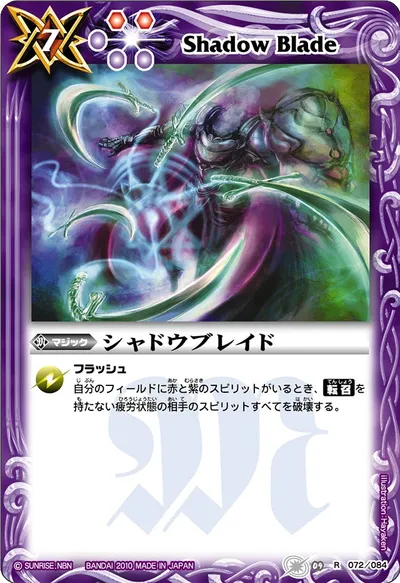 7
Shadow Blade
マジック シャドウブレイド
フラッシュ
自分のフィールドに赤と紫のスピリットがいるとき、転召を
持たない疲労状態の相手のスピリットすべてを破壊する。
illustration:Hayaken
© SUNRISE.NBN BANDAI 2010 MADE IN JAPAN 09 R 072/084